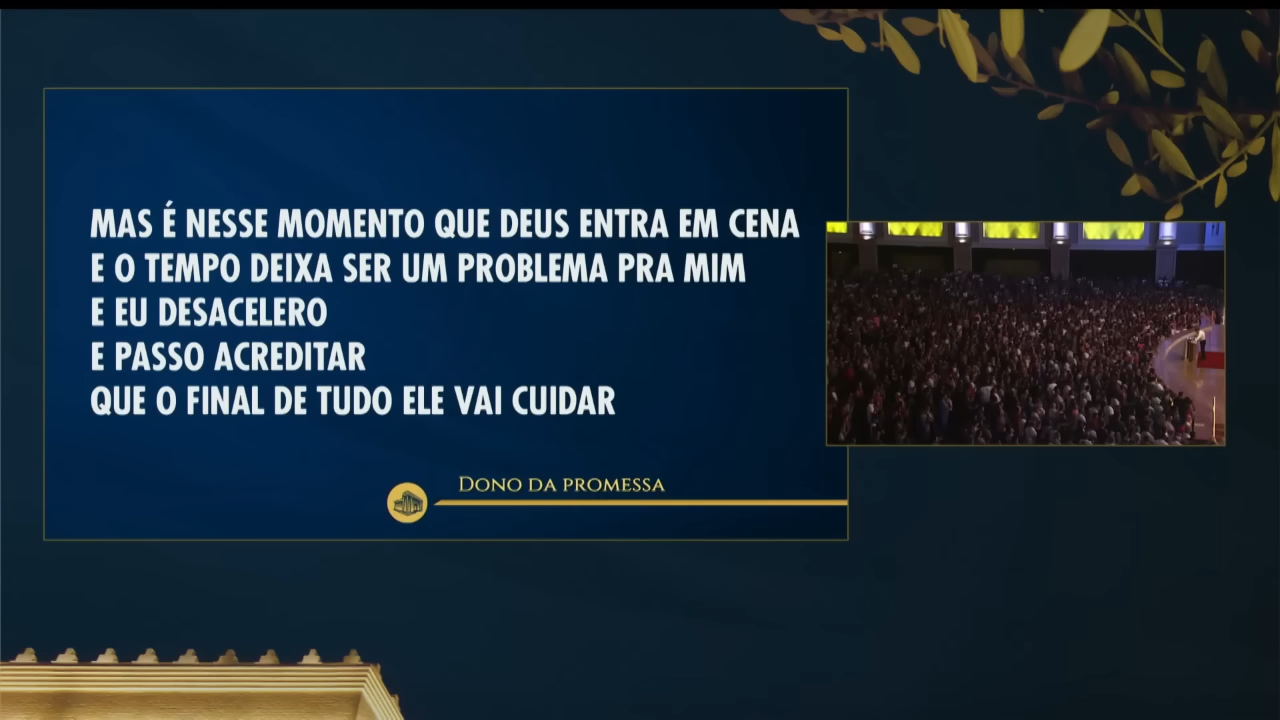 MAS É NESSE MOMENTO QUE DEUS ENTRA EM CENA
E O TEMPO DEIXA SER UM PROBLEMA PRA MIM
E EU DESACELERO
E PASSO ACREDITAR
QUE O FINAL DE TUDO ELE VAI CUIDAR
DONO DA PROMESSA